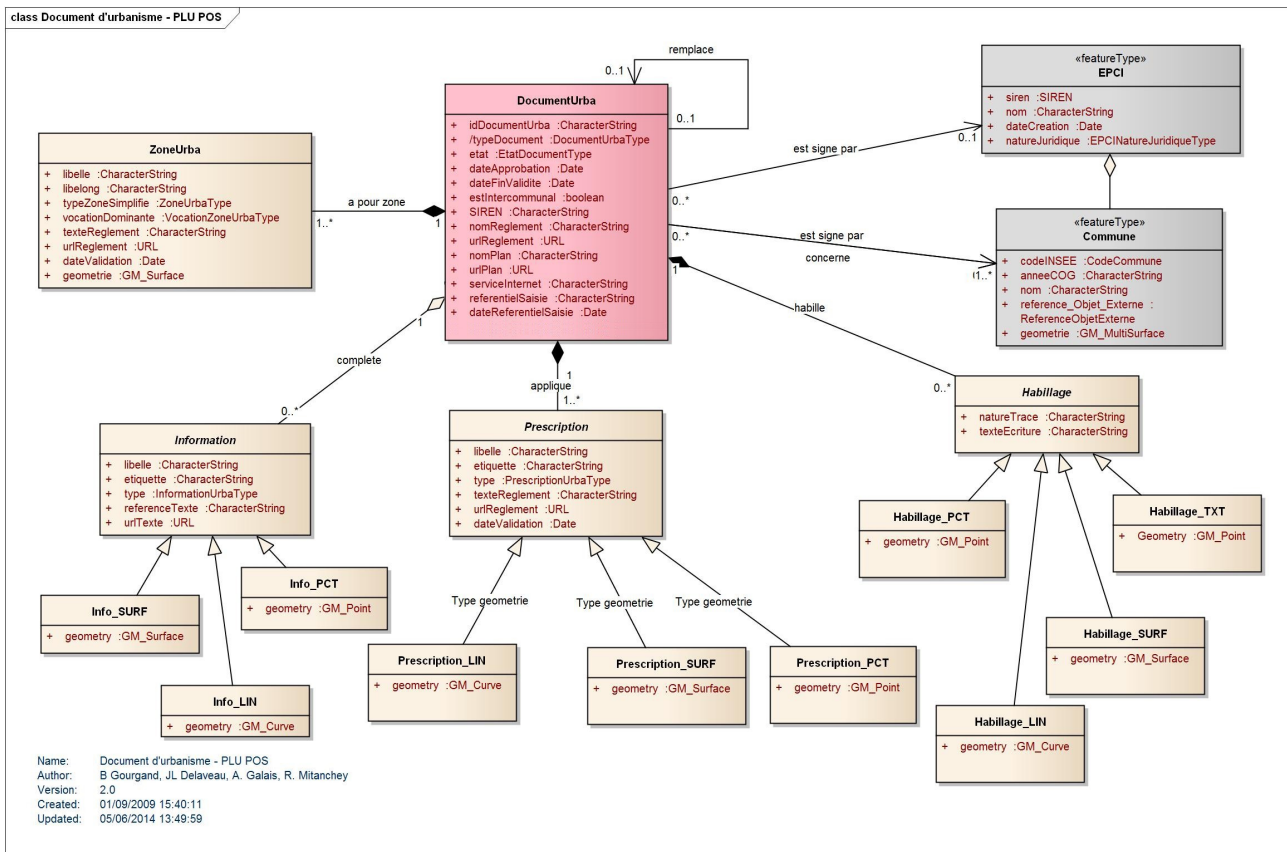 class Document d'urbanisme - PLU POS
remplace
0..1
0..1
«featureType»
EPCI
+ siren :SIREN
+ nom :CharacterString
+ dateCreation :Date
+ natureJuridique :EPCINatureJuridiqueType
DocumentUrba
+ idDocumentUrba :CharacterString
+ /typeDocument :DocumentUrbaType
+ etat :EtatDocumentType
+ dateApprobation :Date
+ dateFinValidite :Date
+ estIntercommunal :boolean
+ SIREN :CharacterString
+ nomReglement :CharacterString
+ urlReglement :URL
+ nomPlan :CharacterString
+ urlPlan :URL
+ serviceInternet :CharacterString
+ referentielSaisie :CharacterString
+ dateReferentielSaisie :Date
est signe par
0..1
0..*
ZoneUrba
+ libelle :CharacterString
+ libelong :CharacterString
+ typeZoneSimplifie :ZoneUrbaType
+ vocationDominante :VocationZoneUrbaType
+ texteReglement :CharacterString
+ urlReglement :URL
+ dateValidation :Date
+ geometrie :GM_Surface
a pour zone
1..*
1
0..*
est signe par
concerne
1..*
«featureType»
Commune
+ codeINSEE :CodeCommune
+ anneeCOG :CharacterString
+ nom :CharacterString
+ reference_Objet_Externe :
ReferenceObjetExterne
+ geometrie :GM_MultiSurface
1
habille
0..*
1
complete
0..*
1
applique
1..*
Habillage
+ natureTrace :CharacterString
+ texteEcriture :CharacterString
Information
+ libelle :CharacterString
+ etiquette :CharacterString
+ type :InformationUrbaType
+ referenceTexte :CharacterString
+ urlTexte :URL
Prescription
+ libelle :CharacterString
+ etiquette :CharacterString
+ type :PrescriptionUrbaType
+ texteReglement :CharacterString
+ urlReglement :URL
+ dateValidation :Date
Habillage_PCT
+ geometry :GM_Point
Habillage_TXT
+ Geometry :GM_Point
Info_PCT
+ geometry :GM_Point
Info_SURF
+ geometry :GM_Surface
Type geometrie
Type geometrie
Type geometrie
Habillage_SURF
+ geometry :GM_Surface
Prescription_LIN
+ geometry :GM_Curve
Prescription_SURF
+ geometry :GM_Surface
Prescription_PCT
+ geometry :GM_Point
Info_LIN
+ geometry :GM_Curve
Habillage_LIN
+ geometry :GM_Curve
Name: Document d'urbanisme - PLU POS
Author: B Gourgand, JL Delaveau, A. Galais, R. Mitanchey
Version: 2.0
Created: 01/09/2009 15:40:11
Updated: 05/06/2014 13:49:59